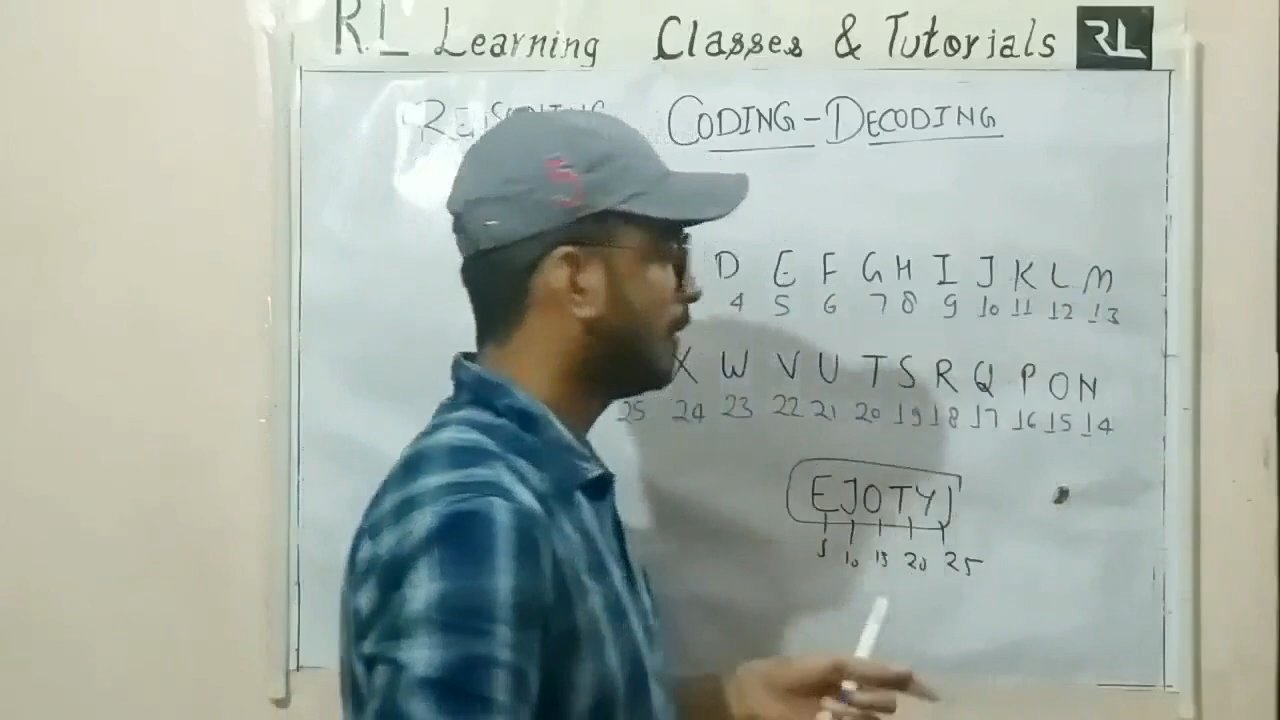 R.L Learning Classes & Tutorials RL
CODING-DECODING
D E F G H I J K L M
4 5 6 7 8 9 10 11 12 13
X W V U T S R Q P O N
25 24 23 22 21 20 19 18 17 16 15 14
EJOTY
5 10 15 20 25
5